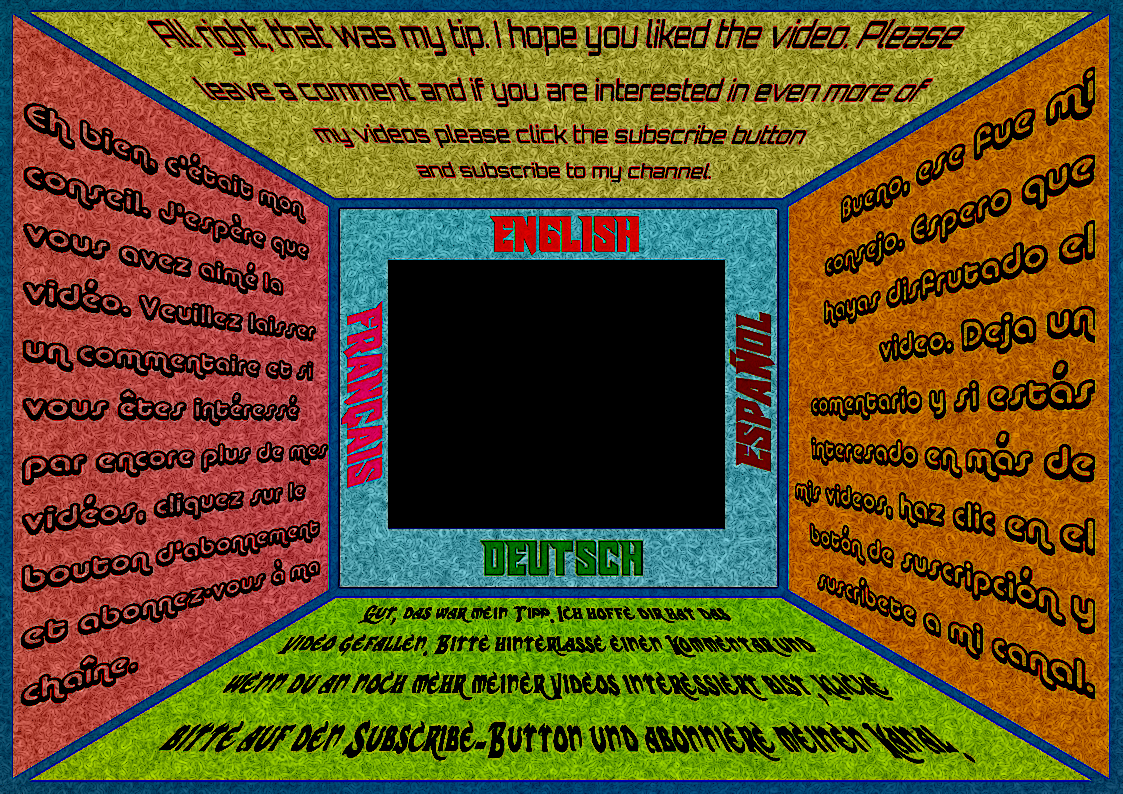 All right, that was my tip. I hope you liked the video. Please
leave a comment and if you are interested in even more of
my videos please click the subscribe button
and subscribe to my channel.
Eh bien, c'était mon
conseil. J'espère que
vous avez aimé la
vidéo. Veuillez laisser
un commentaire et si
vous êtes intéressé
par encore plus de mes
vidéos, cliquez sur le
bouton d'abonnement
et abonnez-vous à ma
chaîne.
ENGLISH
FRANÇAIS
ESPAÑOL
DEUTSCH
Bueno, ese fue mi
consejo. Espero que
hayas disfrutado el
video. Deja un
comentario y si estás
interesado en más de
mis videos, haz clic en el
botón de suscripción y
suscríbete a mi canal.
Gut, das war mein Tipp. Ich hoffe dir hat das
Video gefallen. Bitte hinterlasse einen Kommentar und
wenn du an noch mehr meiner Videos interessiert bist , klicke
bitte auf den Subscribe-Button und abonniere meinen Kanal.